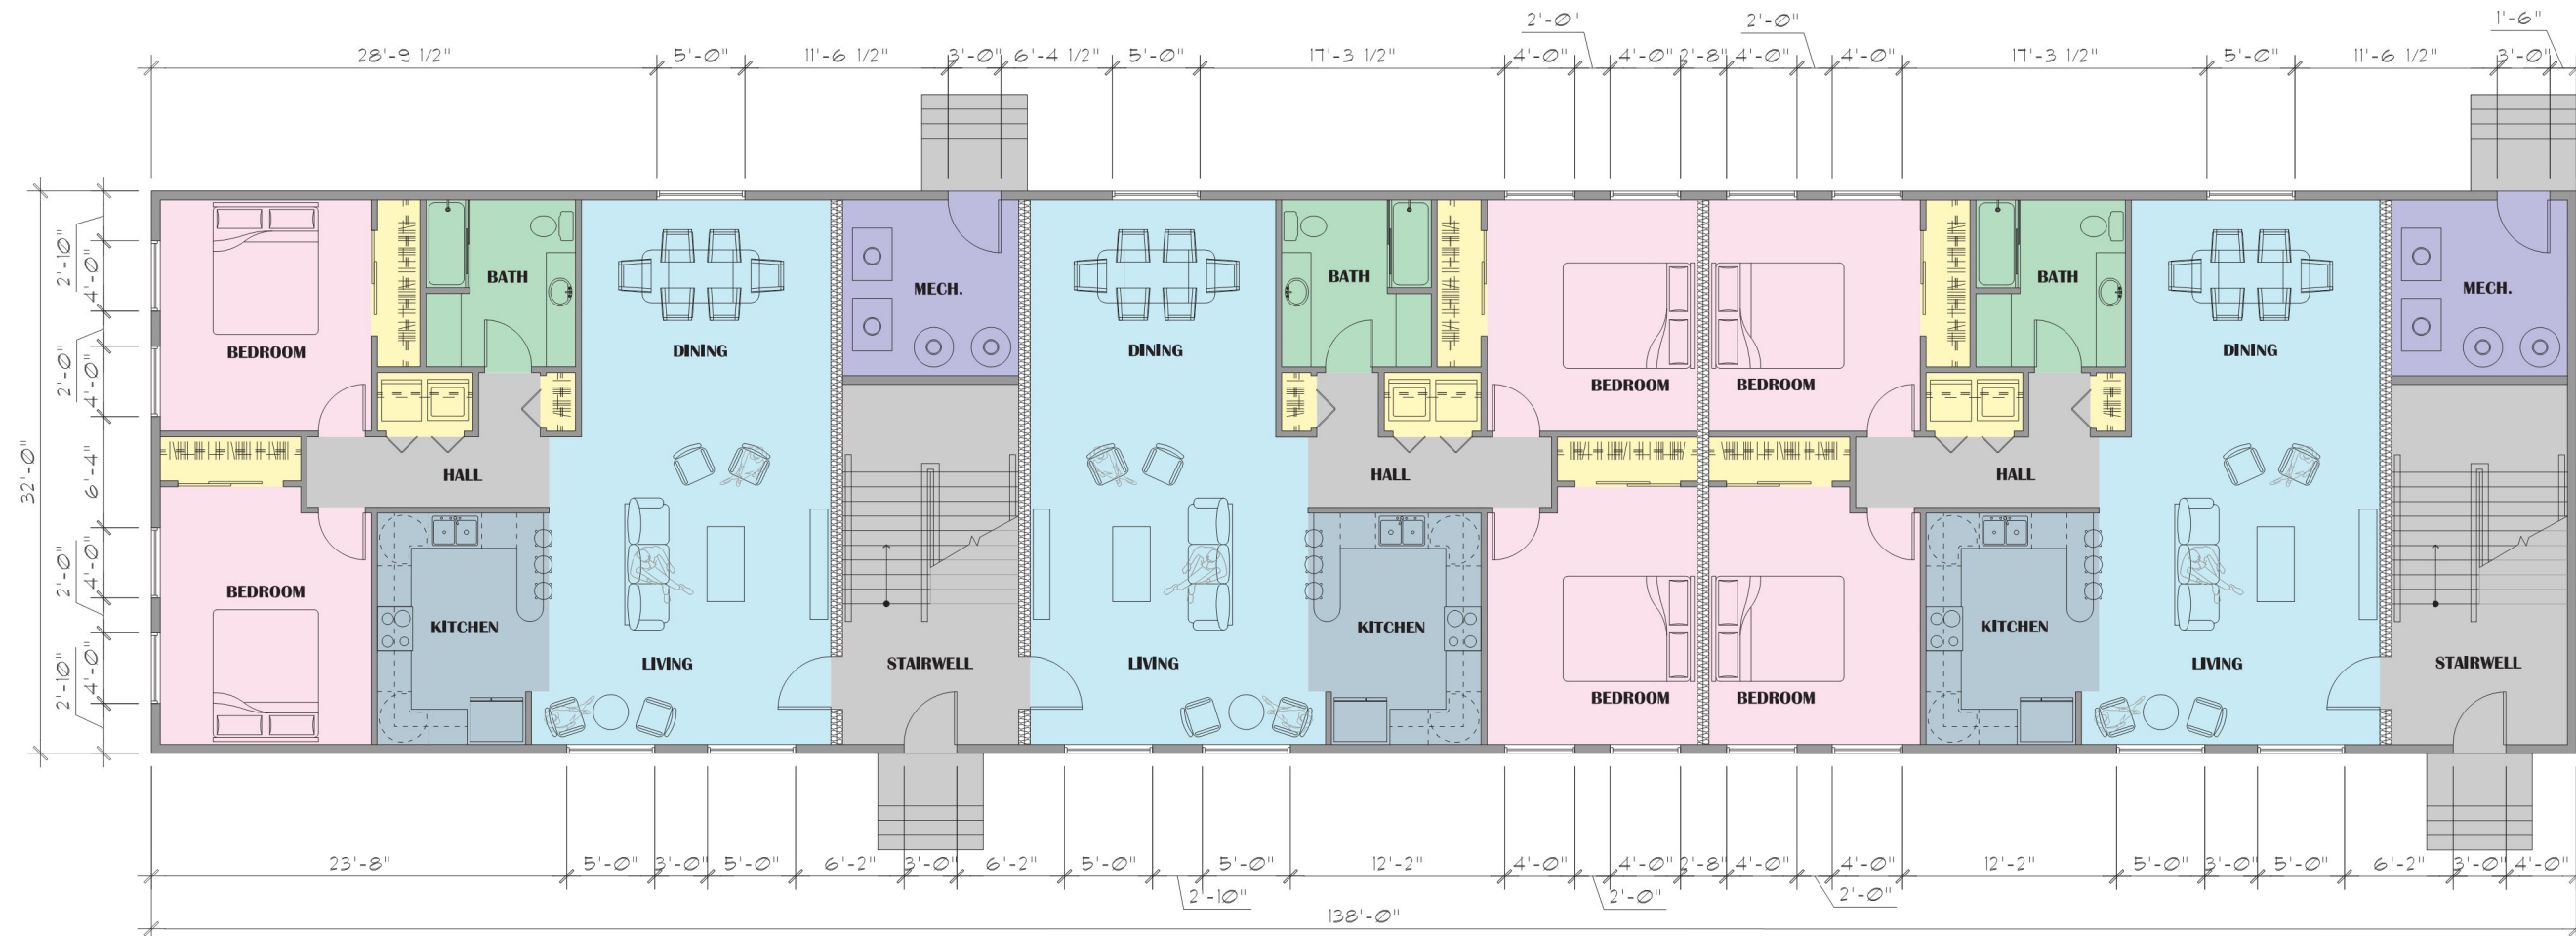 2'-0" 2'-0" 1'-6"
28'-9 1/2" 5'-0" 11'-6 1/2" 3'-0" 6'-4 1/2" 5'-0" 17'-3 1/2" 4'-0" 4'-0" 2'-8" 4'-0" 4'-0" 17'-3 1/2" 5'-0" 11'-6 1/2" 3'-0"
32'-0"
2'-10"
4'-0"
2'-0"
4'-0"
6'-4"
2'-0"
4'-0"
2'-10"
4'-0"
BATH BATH BATH
MECH. MECH.
BEDROOM DINING DINING DINING
BEDROOM BEDROOM
HALL HALL HALL
BEDROOM
KITCHEN KITCHEN KITCHEN
LIVING STAIRWELL LIVING LIVING STAIRWELL
BEDROOM BEDROOM
23'-8" 5'-0" 3'-0" 5'-0" 6'-2" 3'-0" 6'-2" 5'-0" 5'-0" 12'-2" 4'-0" 4'-0" 2'-8" 4'-0" 4'-0" 12'-2" 5'-0" 3'-0" 5'-0" 6'-2" 3'-0" 4'-0"
2'-10" 2'-0" 2'-0"
138'-0"